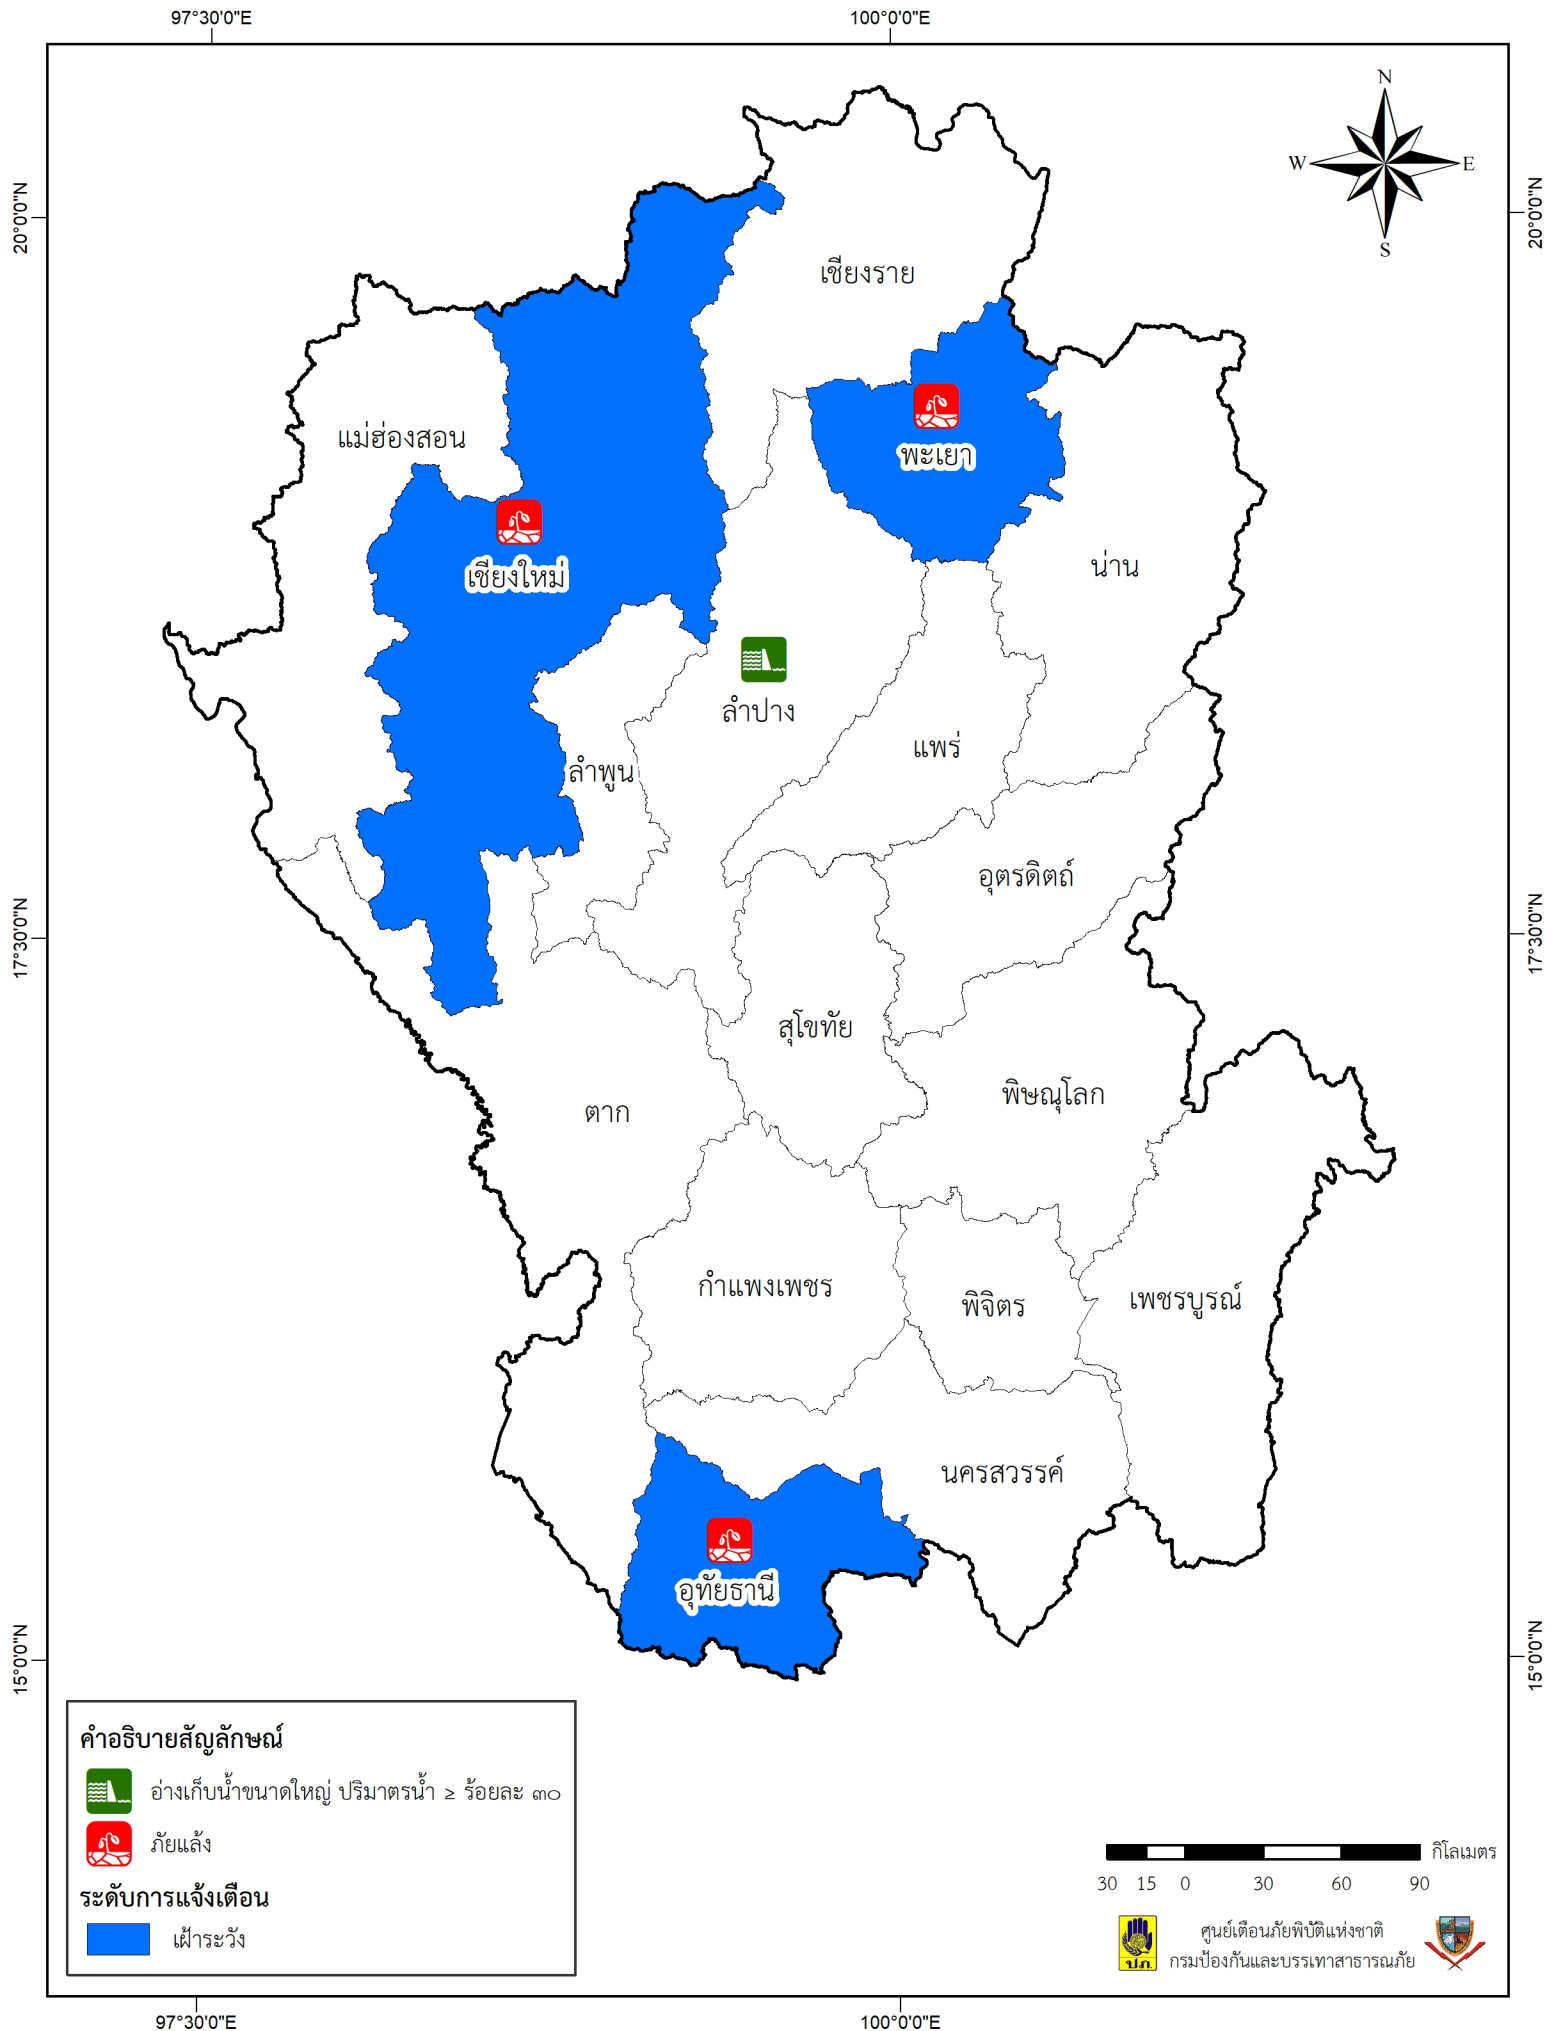 97°30'0"E
100°0'0"E
N
W
E
S
20°0'0"N
20°0'0"N
เชียงราย
แม่ฮ่องสอน
พะเยา
น่าน
เชียงใหม่
ลำปาง
แพร่
ลำพูน
อุตรดิตถ์
17°30'0"N
17°30'0"N
สุโขทัย
พิษณุโลก
ตาก
กำแพงเพชร
พิจิตร
เพชรบูรณ์
นครสวรรค์
อุทัยธานี
15°0'0"N
15°0'0"N
คำอธิบายสัญลักษณ์
อ่างเก็บน้ำขนาดใหญ่ ปริมาตรน้ำ ≥ ร้อยละ ๓๐
ภัยแล้ง
ระดับการแจ้งเตือน
เฝ้าระวัง
กิโลเมตร
30 15 0 30 60 90
ปภ.
ศูนย์เตือนภัยพิบัติแห่งชาติ
กรมป้องกันและบรรเทาสาธารณภัย
97°30'0"E
100°0'0"E